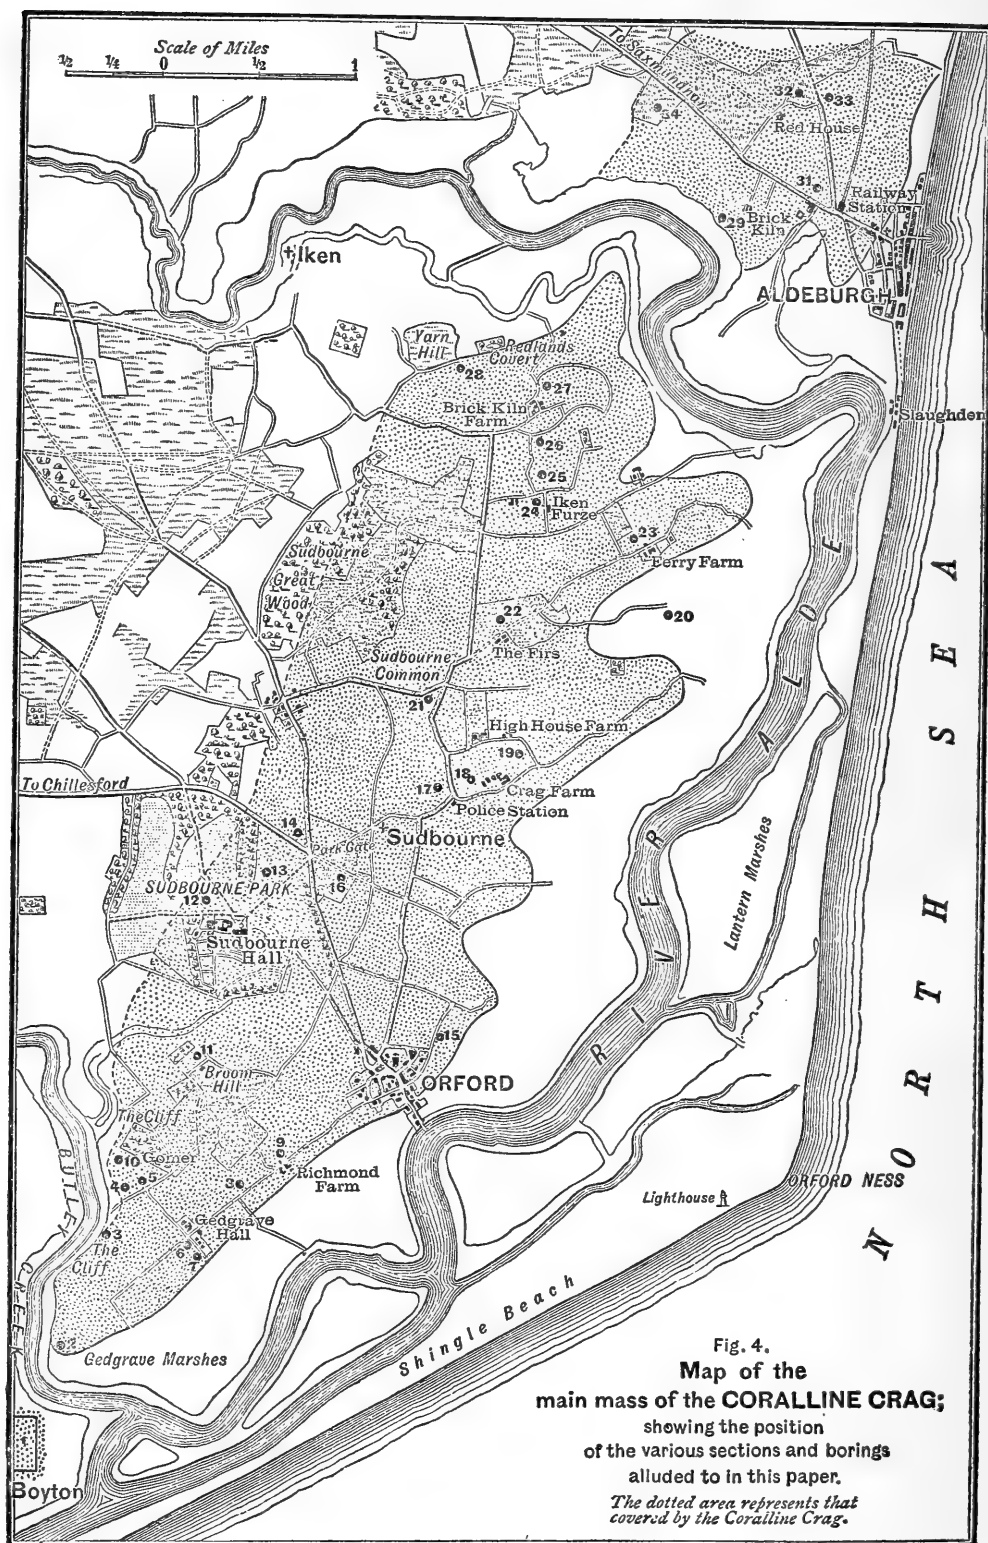 Scale of Miles
½ ¼ 0 ½ 1
To Saxmundham
32
33
34
Red House
31
Railway
Station
29
Brick
Kiln
ALDEBURGH
Iken
Yarn
Hill
Redlands
Covert
28
27
Brick Kiln
Farm
Slaughden
26
25
24
Iken
Furze
23
Ferry Farm
Sudbourne
Great
Wood
22
20
The Firs
Sudbourne
Common
21
High House Farm
19
18
17
Crag Farm
Police Station
To Chillesford
14
Park Gate
Sudbourne
13
16
SUDBOURNE PARK
12
Sudbourne
Hall
RIVER ALDE
Lantern Marshes
NORTH SEA
15
11
Broom
Hill
ORFORD
The Cliff
9
10
Gomer
4
5
8
Richmond
Farm
BUTLEY CREEK
3
The
Cliff
Gedgrave
Hall
6
7
Lighthouse
ORFORD NESS
Shingle Beach
Gedgrave Marshes
Boyton
Fig. 4.
Map of the
main mass of the CORALLINE CRAG;
showing the position
of the various sections and borings
alluded to in this paper.
The dotted area represents that
covered by the Coralline Crag.